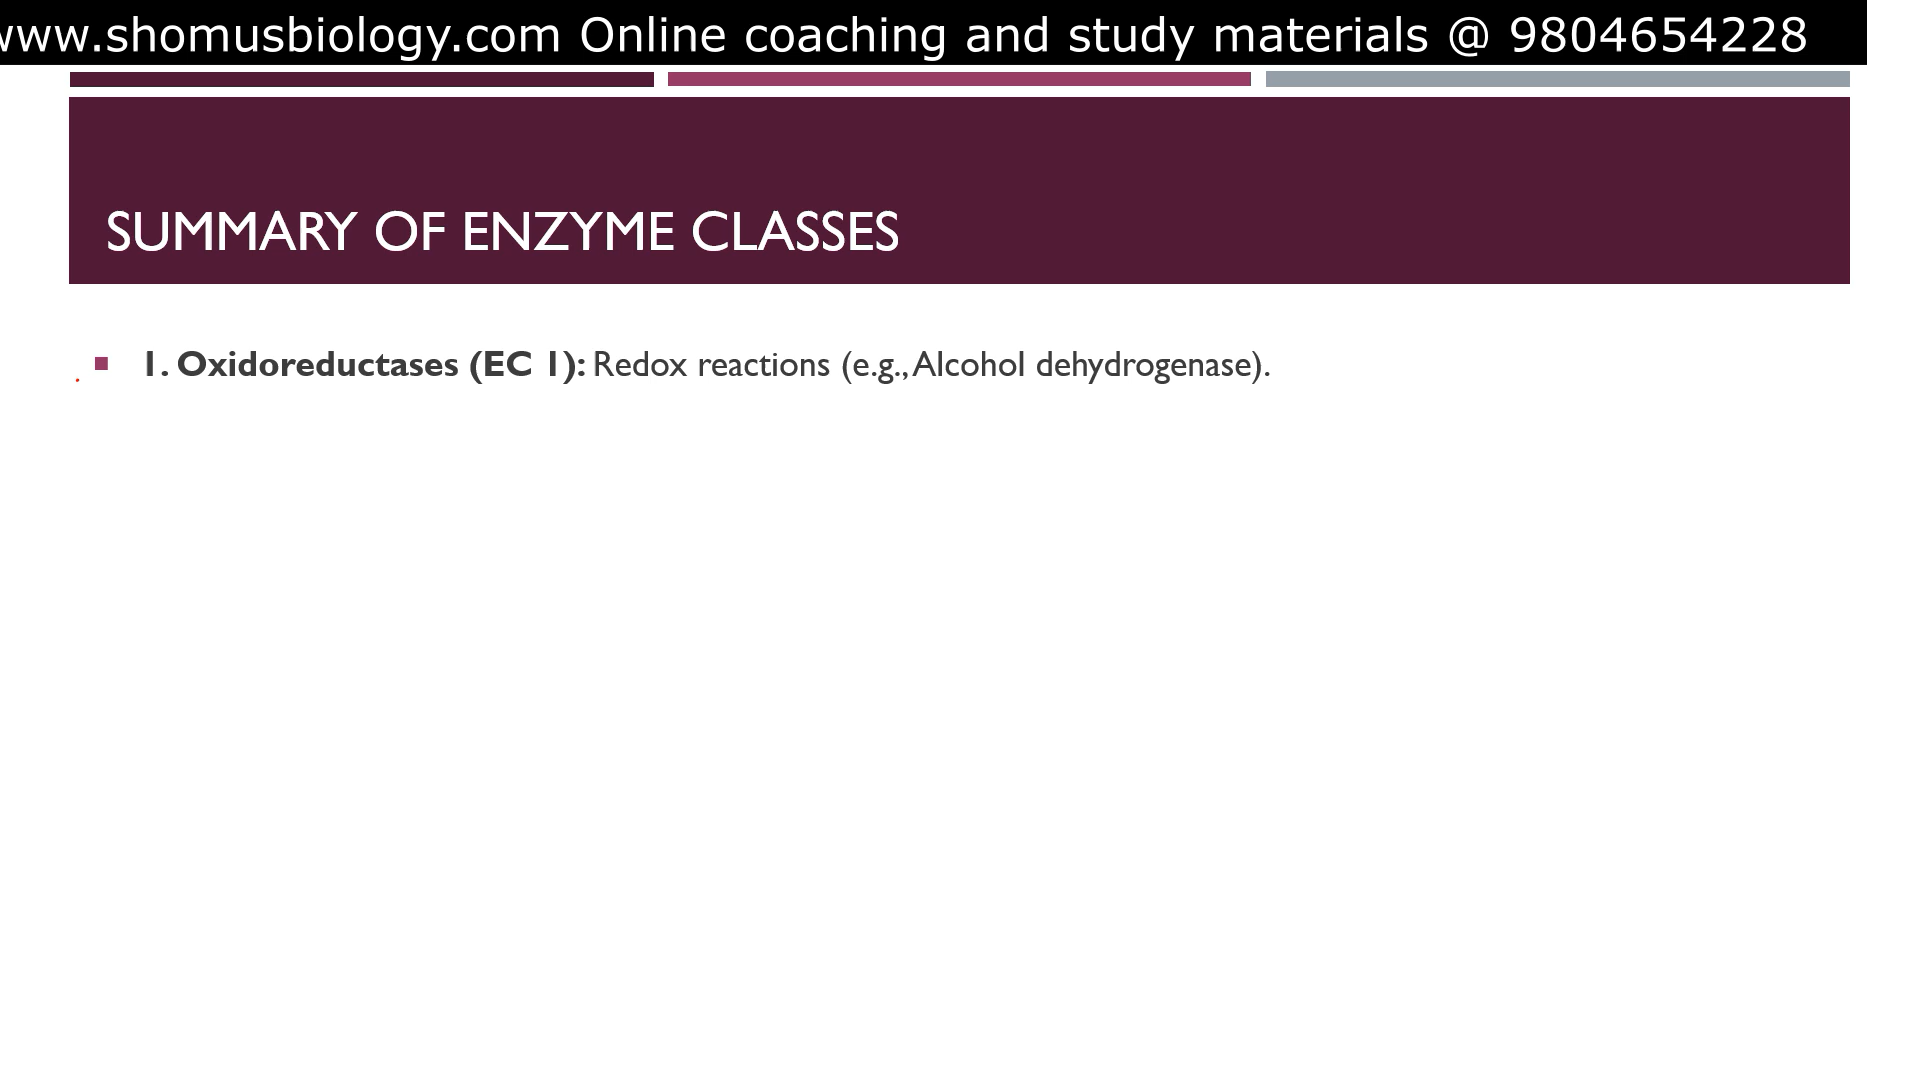 www.shomusbiology.com Online coaching and study materials @ 9804654228
SUMMARY OF ENZYME CLASSES
1. Oxidoreductases (EC 1): Redox reactions (e.g., Alcohol dehydrogenase).